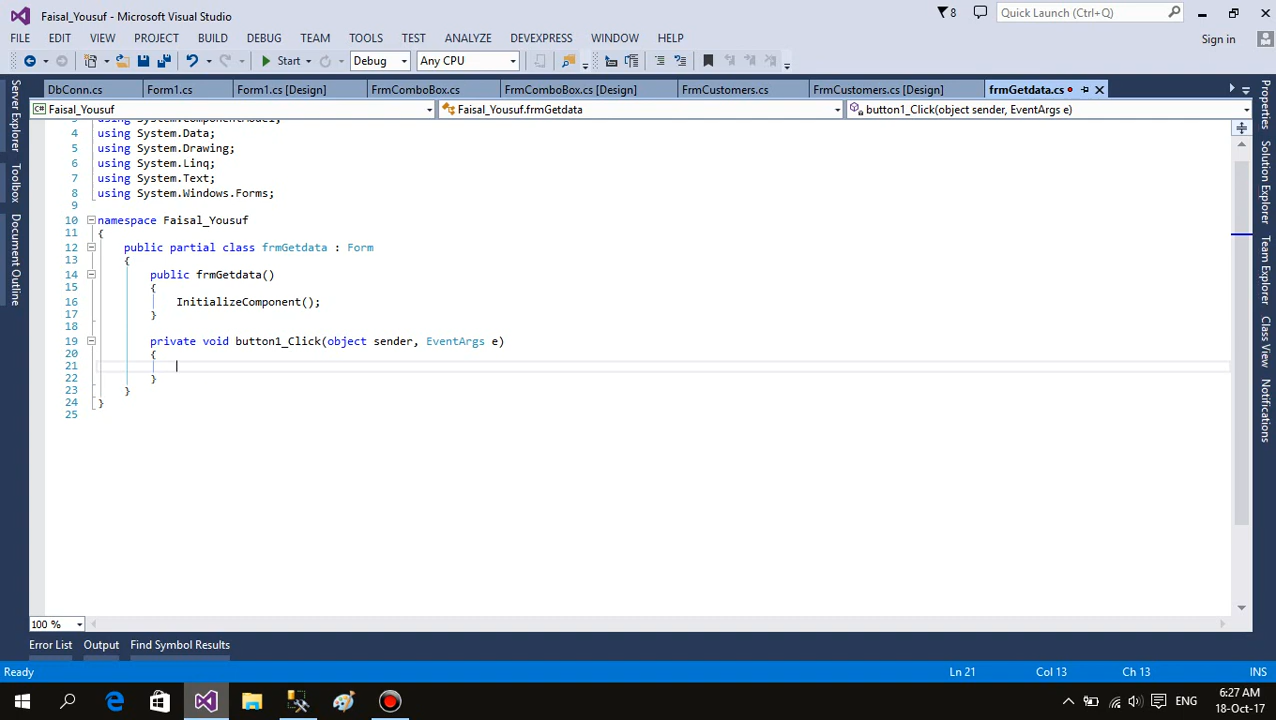 Faisal_Yousuf - Microsoft Visual Studio
8
Quick Launch (Ctrl+Q)
FILE EDIT VIEW PROJECT BUILD DEBUG TEAM TOOLS TEST ANALYZE DEVEXPRESS WINDOW HELP
Sign in
Start Debug Any CPU
DbConn.cs Form1.cs Form1.cs [Design] FrmComboBox.cs FrmComboBox.cs [Design] FrmCustomers.cs FrmCustomers.cs [Design] frmGetdata.cs
Faisal_Yousuf Faisal_Yousuf.frmGetdata button1_Click(object sender, EventArgs e)
Server Explorer
Toolbox
Document Outline
Properties
Solution Explorer
Team Explorer
Class View
Notifications
3 using System.ComponentModel;
4 using System.Data;
5 using System.Drawing;
6 using System.Linq;
7 using System.Text;
8 using System.Windows.Forms;
9
10 namespace Faisal_Yousuf
11 {
12 public partial class frmGetdata : Form
13 {
14 public frmGetdata()
15 {
16 InitializeComponent();
17 }
18
19 private void button1_Click(object sender, EventArgs e)
20 {
21
22 }
23 }
24 }
25
100 %
Error List Output Find Symbol Results
Ready Ln 21 Col 13 Ch 13 INS
ENG
6:27 AM
18-Oct-17